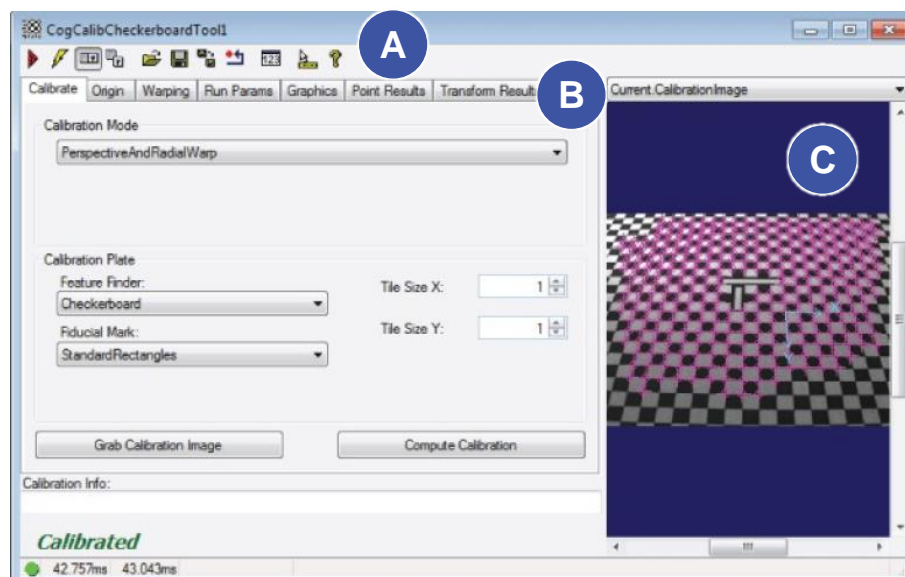 CogCalibCheckerboardTool1
A
123
Calibrate Origin Warping Run Params Graphics Point Results Transform Results
B
Current.CalibrationImage
C
Calibration Mode
PerspectiveAndRadialWarp
Calibration Plate
Feature Finder:
Checkerboard
Tile Size X: 1
Fiducial Mark:
StandardRectangles
Tile Size Y: 1
Grab Calibration Image
Compute Calibration
Calibration Info:
Calibrated
42.757ms 43.043ms